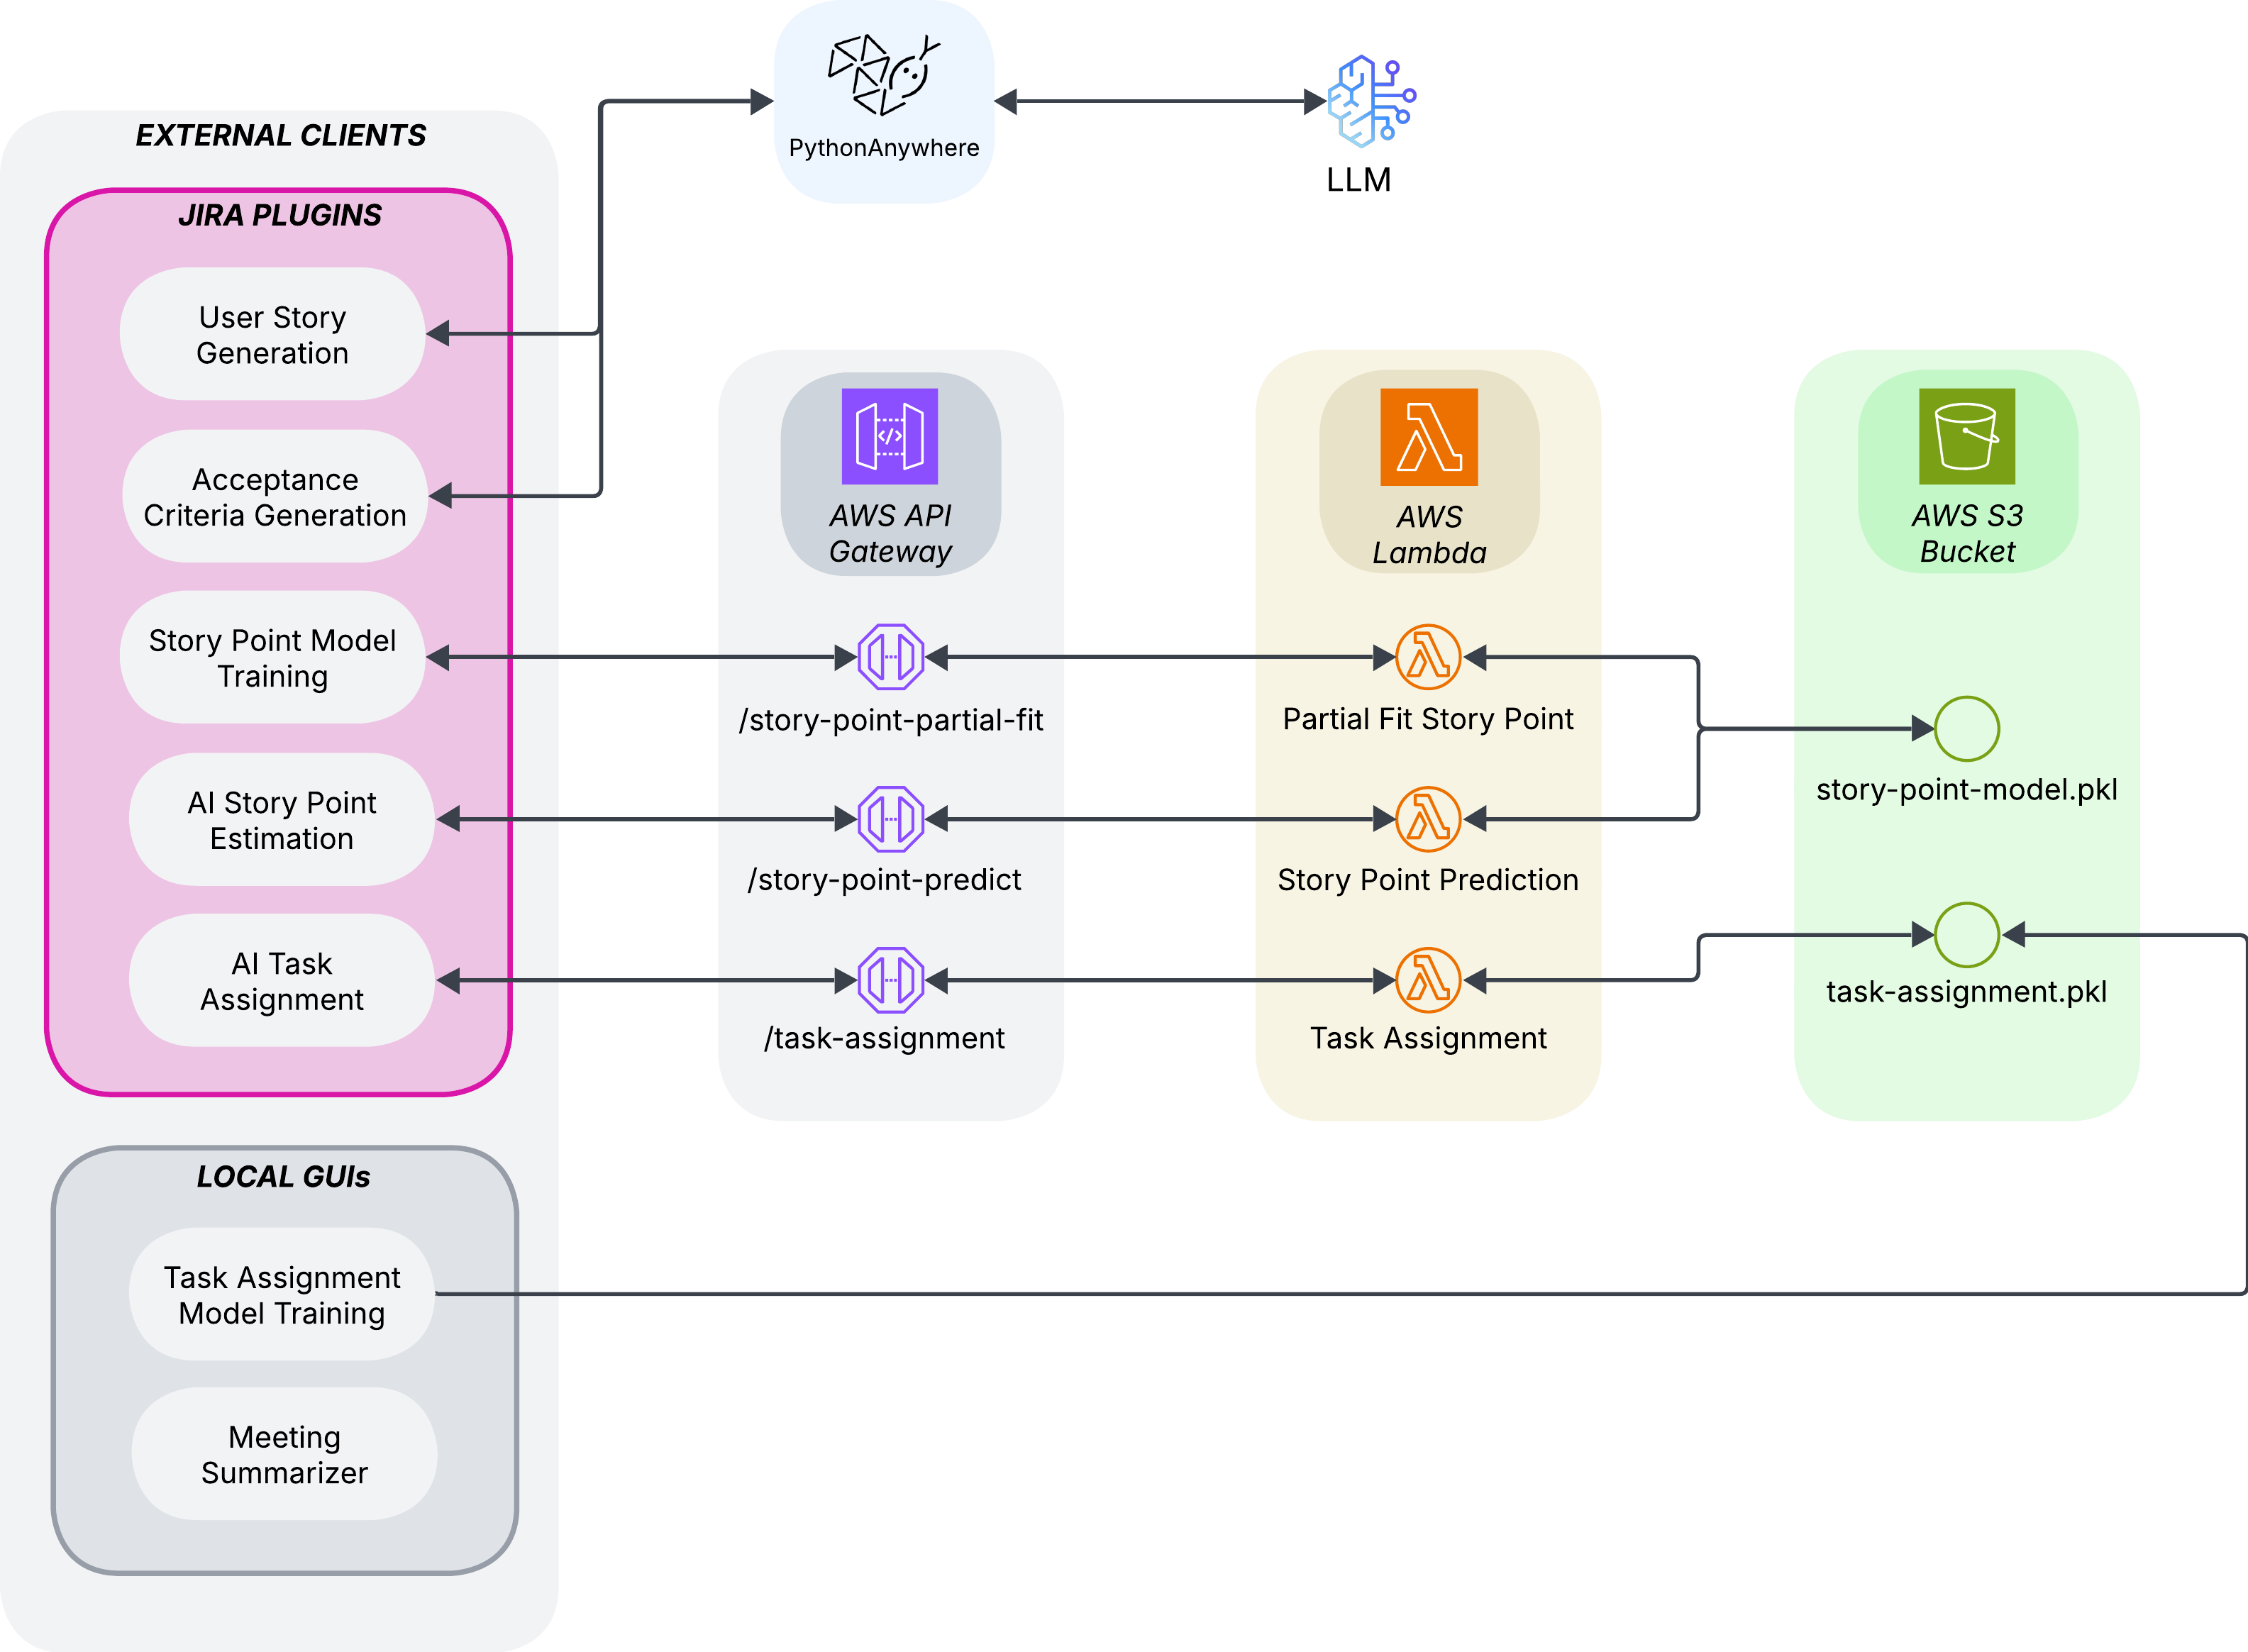 EXTERNAL CLIENTS
JIRA PLUGINS
User Story
Generation
Acceptance
Criteria Generation
Story Point Model
Training
AI Story Point
Estimation
AI Task
Assignment
LOCAL GUIs
Task Assignment
Model Training
Meeting
Summarizer
PythonAnywhere
LLM
AWS API
Gateway
/story-point-partial-fit
/story-point-predict
/task-assignment
AWS
Lambda
Partial Fit Story Point
Story Point Prediction
Task Assignment
AWS S3
Bucket
story-point-model.pkl
task-assignment.pkl